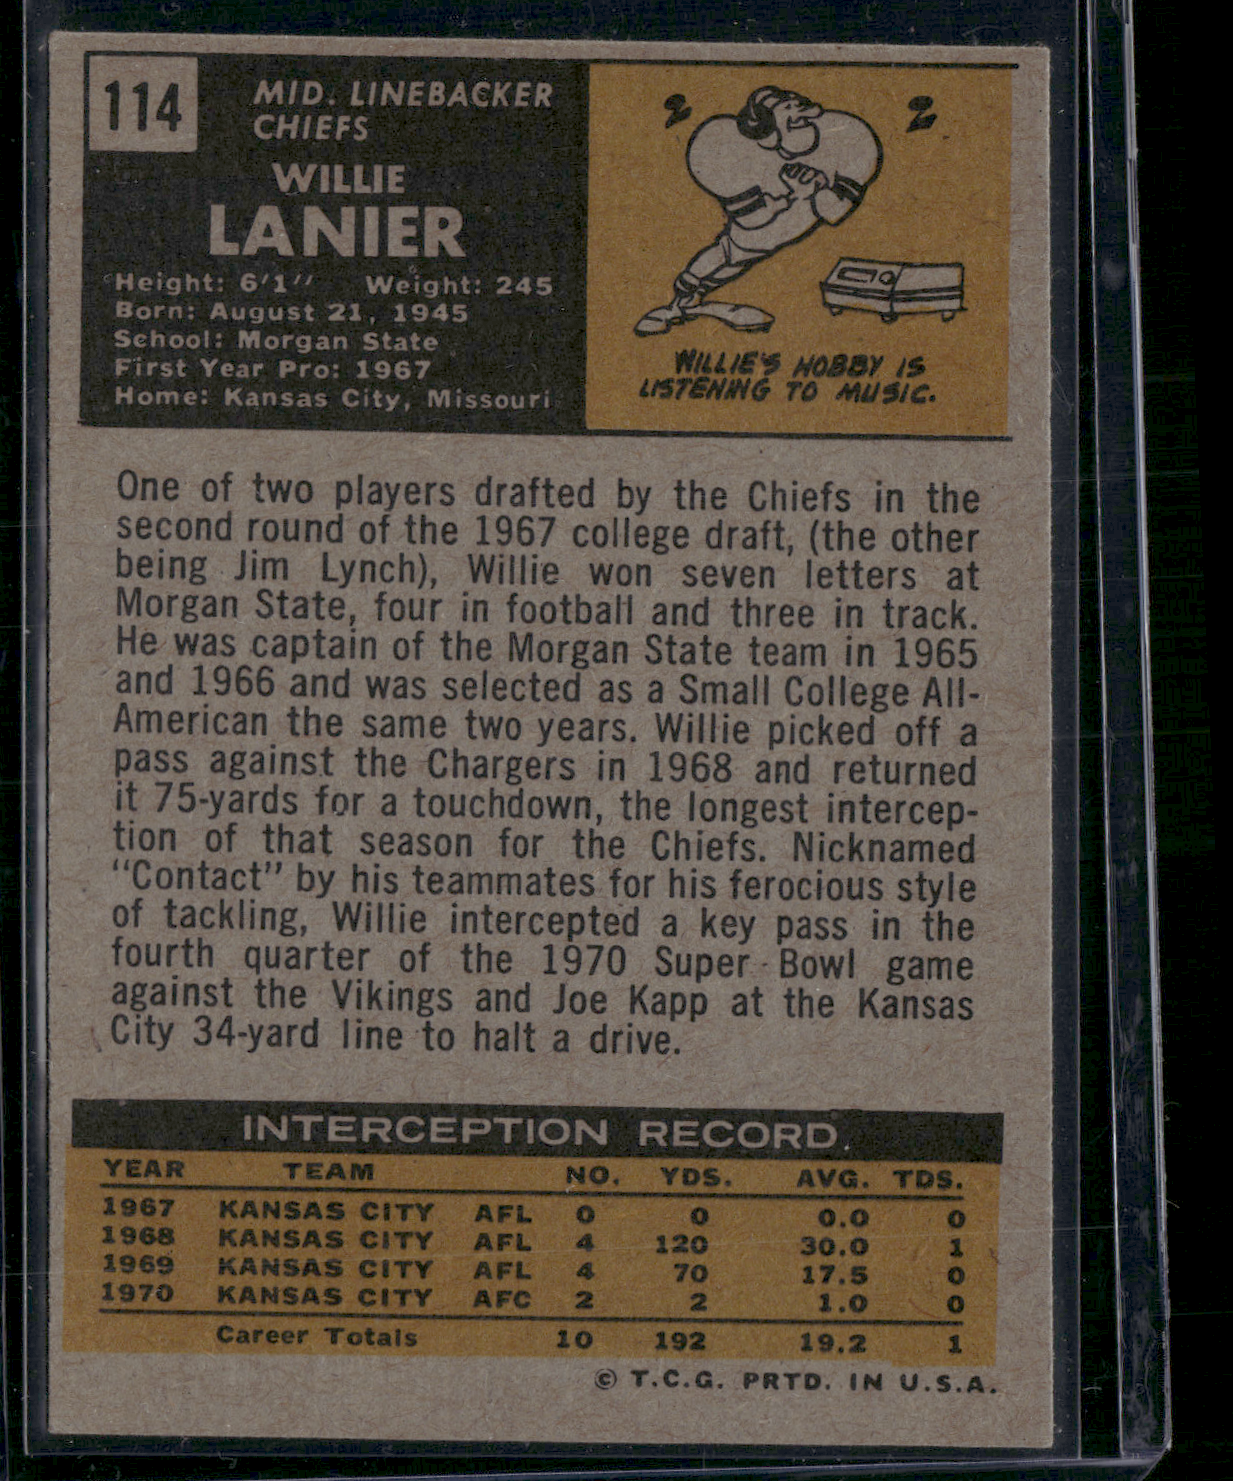 114
MID. LINEBACKER
CHIEFS
WILLIE
LANIER
Height: 6'1" Weight: 245
Born: August 21, 1945
School: Morgan State
First Year Pro: 1967
Home: Kansas City, Missouri
2 2
WILLIE'S HOBBY IS
LISTENING TO MUSIC.
One of two players drafted by the Chiefs in the
second round of the 1967 college draft, (the other
being Jim Lynch), Willie won seven letters at
Morgan State, four in football and three in track.
He was captain of the Morgan State team in 1965
and 1966 and was selected as a Small College All-
American the same two years. Willie picked off a
pass against the Chargers in 1968 and returned
it 75-yards for a touchdown, the longest intercep-
tion of that season for the Chiefs. Nicknamed
"Contact" by his teammates for his ferocious style
of tackling, Willie intercepted a key pass in the
fourth quarter of the 1970 Super Bowl game
against the Vikings and Joe Kapp at the Kansas
City 34-yard line to halt a drive.
INTERCEPTION RECORD
YEAR TEAM NO. YDS. AVG. TDS.
1967 KANSAS CITY AFL 0 0 0.0 0
1968 KANSAS CITY AFL 4 120 30.0 1
1969 KANSAS CITY AFL 4 70 17.5 0
1970 KANSAS CITY AFC 2 2 1.0 0
Career Totals 10 192 19.2 1
© T.C.G. PRTD. IN U.S.A.